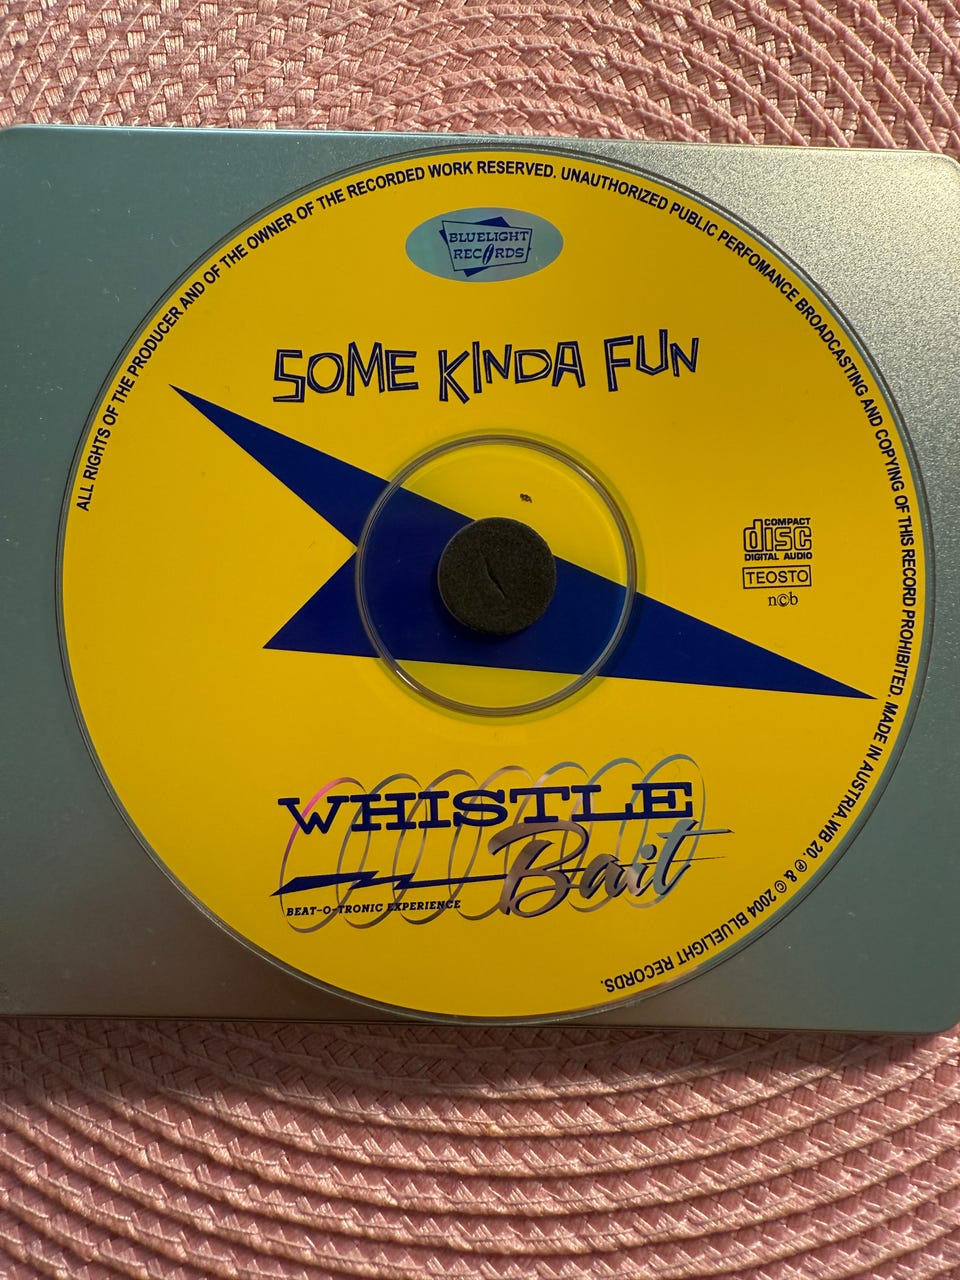 ALL RIGHTS OF THE PRODUCER AND OF THE OWNER OF THE RECORDED WORK RESERVED. UNAUTHORIZED PUBLIC PERFOMANCE BROADCASTING AND COPYING OF THIS RECORD PROHIBITED. MADE IN AUSTRIA. WB 20. ℗ & © 2004 BLUELIGHT RECORDS.
BLUELIGHT
RECORDS
SOME KINDA FUN
COMPACT
disc
DIGITAL AUDIO
TEOSTO
n©b
WHISTLE
Bait
BEAT-O-TRONIC EXPERIENCE